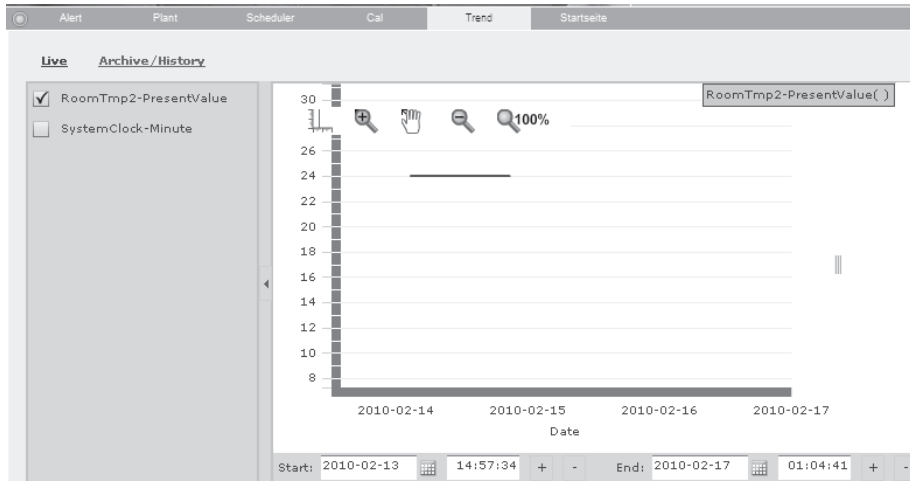 Alert Plant Scheduler Cal Trend Startseite
Live Archive/History
RoomTmp2-PresentValue
SystemClock-Minute
RoomTmp2-PresentValue( )
30
100%
26
24
22
20
18
16
14
12
10
8
2010-02-14 2010-02-15 2010-02-16 2010-02-17
Date
Start: 2010-02-13 14:57:34 + - End: 2010-02-17 01:04:41 + -